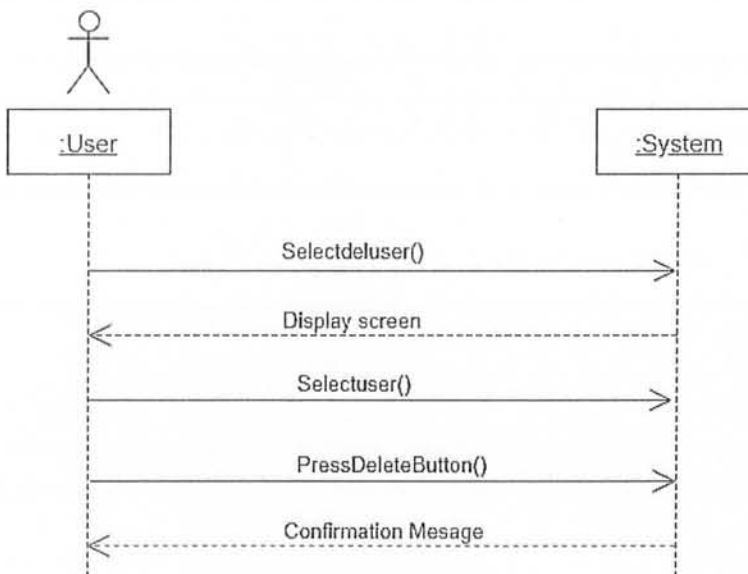 :User
:System
Selectdeluser()
Display screen
Selectuser()
PressDeleteButton()
Confirmation Mesage